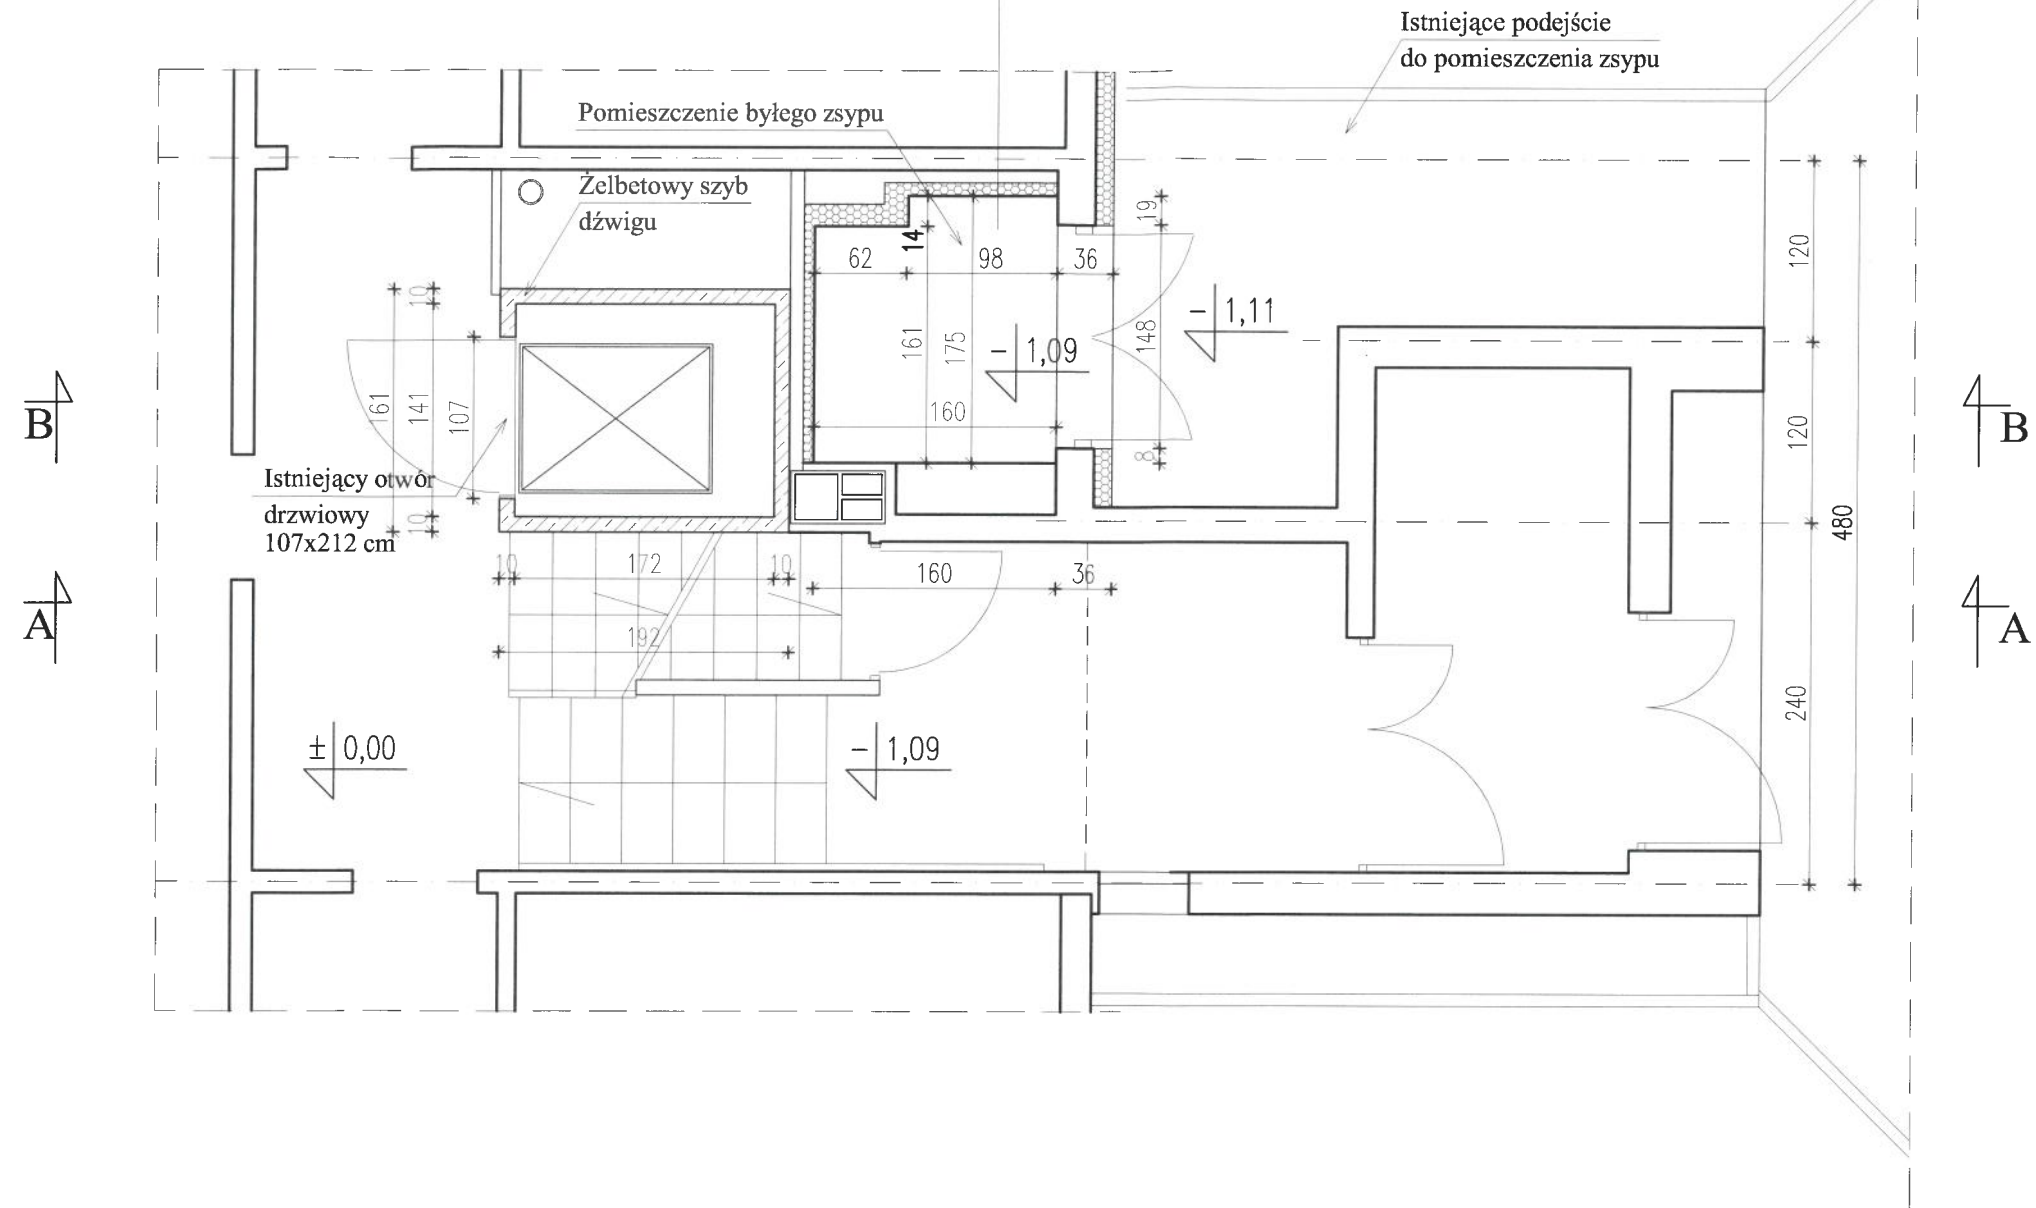 Istniejące podejście
do pomieszczenia zsypu
Pomieszczenie byłego zsypu
Żelbetowy szyb
dźwigu
19
120
14
62
98
36
10
- 1,11
161
175
148
- 1,09
160
161
141
107
120
480
B
B
8
Istniejący otwór
drzwiowy
107x212 cm
10
10
172
10
160
36
A
A
192
240
± 0,00
- 1,09